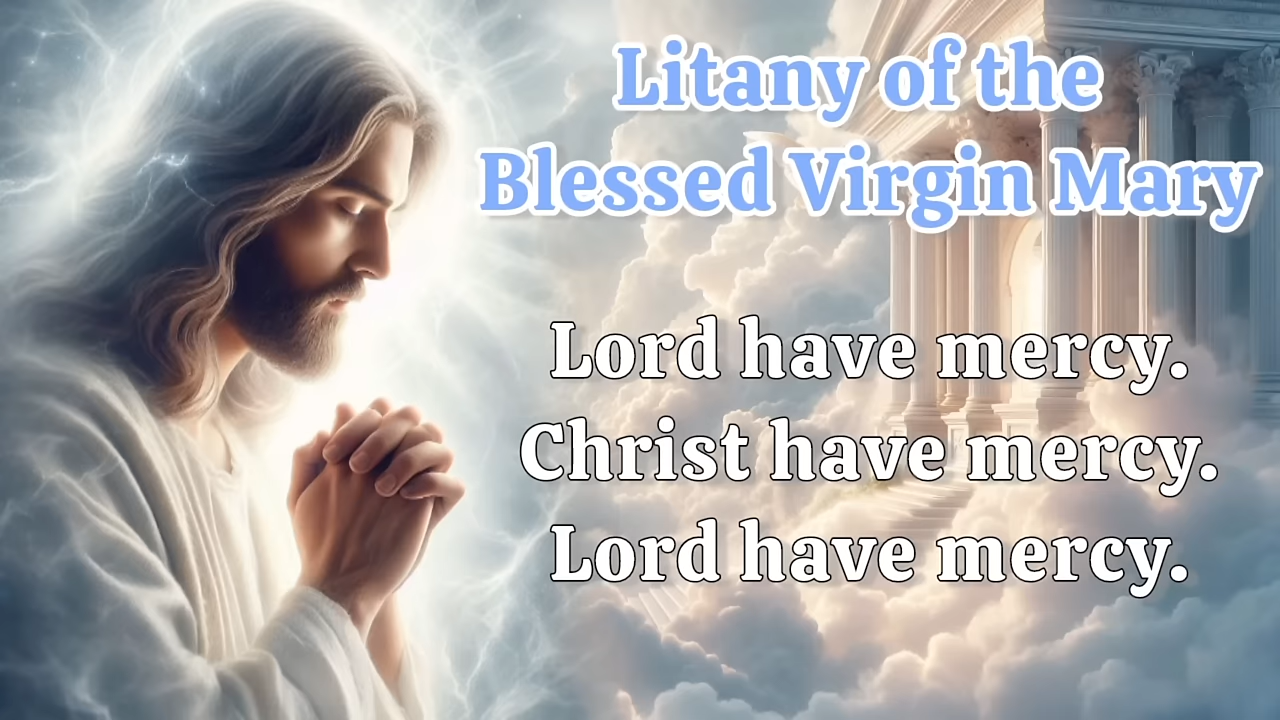 Litany of the
Blessed Virgin Mary
Lord have mercy.
Christ have mercy.
Lord have mercy.